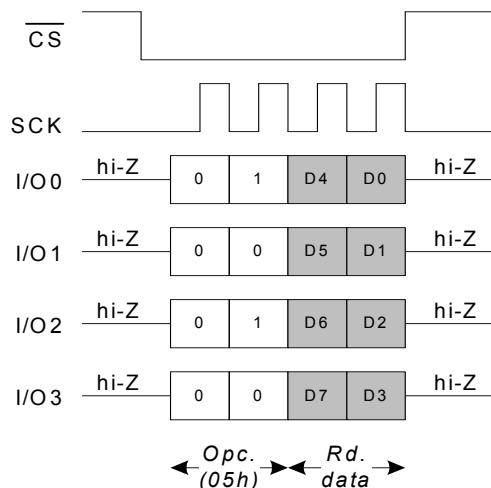 CS
SCK
hi-Z hi-Z
I/O0 0 1 D4 D0
hi-Z hi-Z
I/O1 0 0 D5 D1
hi-Z hi-Z
I/O2 0 1 D6 D2
hi-Z hi-Z
I/O3 0 0 D7 D3
Opc. Rd.
(05h) data